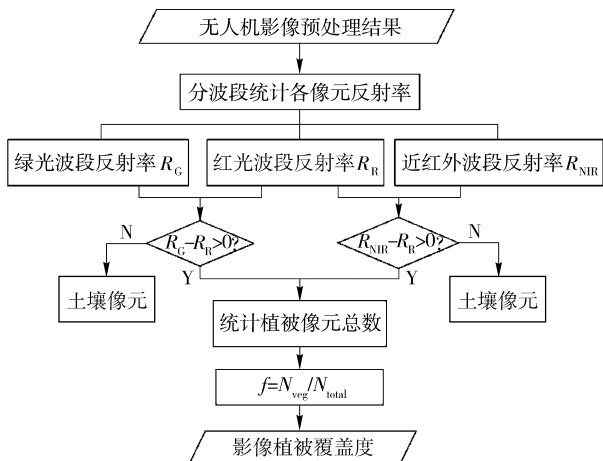 无人机影像预处理结果
分波段统计各像元反射率
绿光波段反射率R_G
红光波段反射率R_R
近红外波段反射率R_NIR
N
R_G−R_R>0?
Y
R_NIR−R_R>0?
N
Y
土壤像元
土壤像元
统计植被像元总数
f=N_veg/N_total
影像植被覆盖度